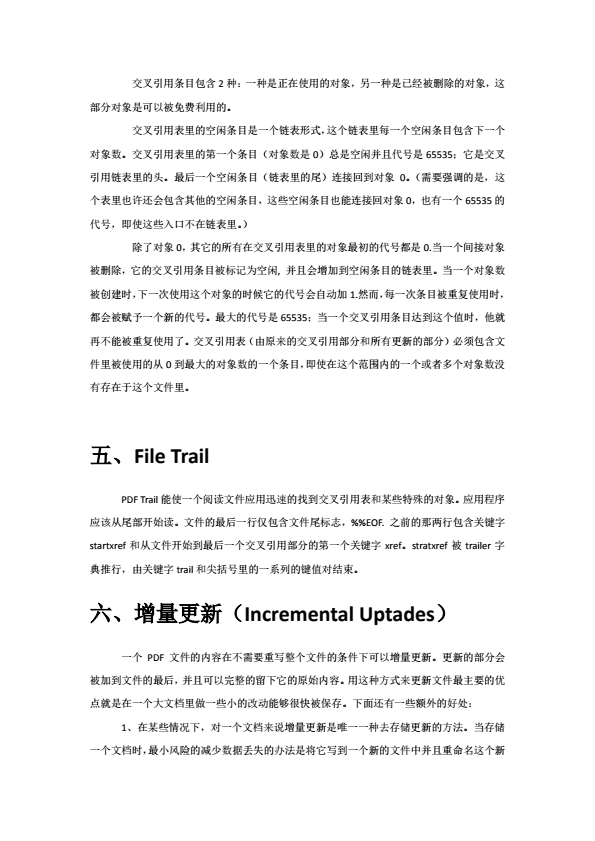 交叉引用条目包含 2 种：一种是正在使用的对象，另一种是已经被删除的对象，这
部分对象是可以被免费利用的。
交叉引用表里的空闲条目是一个链表形式，这个链表里每一个空闲条目包含下一个
对象数。交叉引用表里的第一个条目（对象数是 0）总是空闲并且代号是 65535；它是交叉
引用链表里的头。最后一个空闲条目（链表里的尾）连接回到对象 0。（需要强调的是，这
个表里也许还会包含其他的空闲条目，这些空闲条目也能连接回对象 0，也有一个 65535 的
代号，即使这些入口不在链表里。）
除了对象 0，其它的所有在交叉引用表里的对象最初的代号都是 0.当一个间接对象
被删除，它的交叉引用条目被标记为空闲, 并且会增加到空闲条目的链表里。当一个对象数
被创建时，下一次使用这个对象的时候它的代号会自动加 1.然而，每一次条目被重复使用时，
都会被赋予一个新的代号。最大的代号是 65535；当一个交叉引用条目达到这个值时，他就
再不能被重复使用了。交叉引用表（由原来的交叉引用部分和所有更新的部分）必须包含文
件里被使用的从 0 到最大的对象数的一个条目，即使在这个范围内的一个或者多个对象数没
有存在于这个文件里。
五、File Trail
PDF Trail 能使一个阅读文件应用迅速的找到交叉引用表和某些特殊的对象。应用程序
应该从尾部开始读。文件的最后一行仅包含文件尾标志，%%EOF. 之前的那两行包含关键字
startxref 和从文件开始到最后一个交叉引用部分的第一个关键字 xref。stratxref 被 trailer 字
典推行，由关键字 trail 和尖括号里的一系列的键值对结束。
六、增量更新（Incremental Uptades）
一个 PDF 文件的内容在不需要重写整个文件的条件下可以增量更新。更新的部分会
被加到文件的最后，并且可以完整的留下它的原始内容。用这种方式来更新文件最主要的优
点就是在一个大文档里做一些小的改动能够很快被保存。下面还有一些额外的好处：
1、在某些情况下，对一个文档来说增量更新是唯一一种去存储更新的方法。当存储
一个文档时，最小风险的减少数据丢失的办法是将它写到一个新的文件中并且重命名这个新